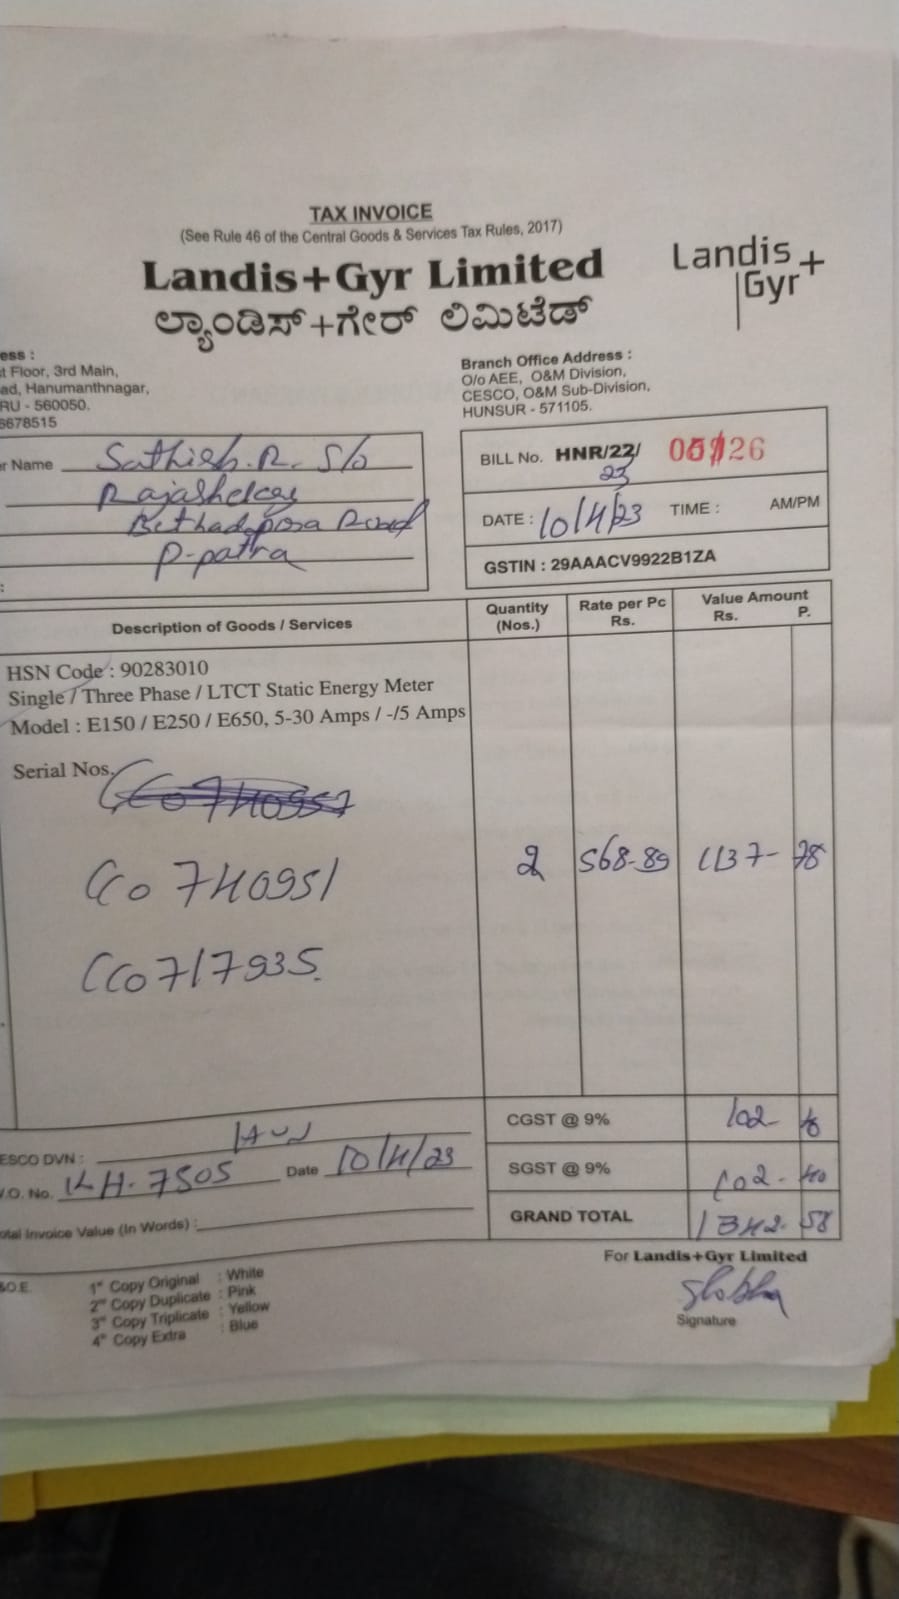 TAX INVOICE
(See Rule 46 of the Central Goods & Services Tax Rules, 2017)
Landis+Gyr Limited
ಲ್ಯಾಂಡಿಸ್+ಗೇರ್ ಲಿಮಿಟೆಡ್
Landis+
Gyr
ess :
t Floor, 3rd Main,
ad, Hanumanthnagar,
RU - 560050.
6678515
Branch Office Address :
O/o AEE, O&M Division,
CESCO, O&M Sub-Division,
HUNSUR - 571105.
r Name Sathish. R. S/o
Rajashekar
Road
P-patna
BILL No. HNR/22/
23
DATE : 10/4/23 TIME : AM/PM
GSTIN : 29AAACV9922B1ZA
Description of Goods / Services Quantity (Nos.) Rate per Pc Rs. Value Amount Rs. P.
HSN Code : 90283010
Single / Three Phase / LTCT Static Energy Meter
Model : E150 / E250 / E650, 5-30 Amps / -/5 Amps
Serial Nos.
CC0740951 2 568-89 1137- 78
CC0717935
CGST @ 9% 102-
SGST @ 9% 102- 40
GRAND TOTAL 1342- 58
ESCO DVN : HUN
.O. No. KH-7505 Date 10/4/23
otal Invoice Value (In Words) :
For Landis+Gyr Limited
Signature
&O.E.
1st Copy Original : White
2nd Copy Duplicate : Pink
3rd Copy Triplicate : Yellow
4th Copy Extra : Blue